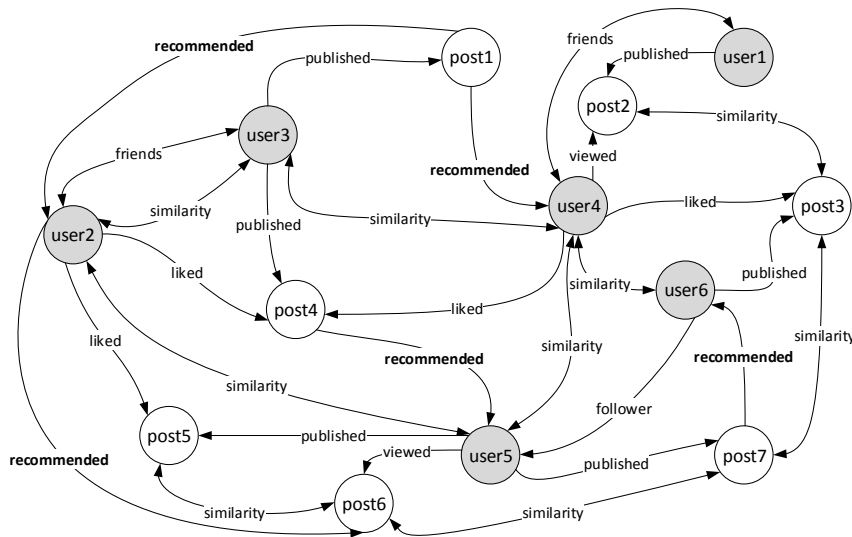 friends
recommended
user1
published
post1
published
post2
similarity
user3
friends
viewed
recommended
liked
user4
post3
similarity
published
similarity
user2
liked
similarity
user6
published
post4
liked
similarity
liked
recommended
recommended
similarity
similarity
follower
post5
published
viewed
user5
published
post7
recommended
post6
similarity
similarity